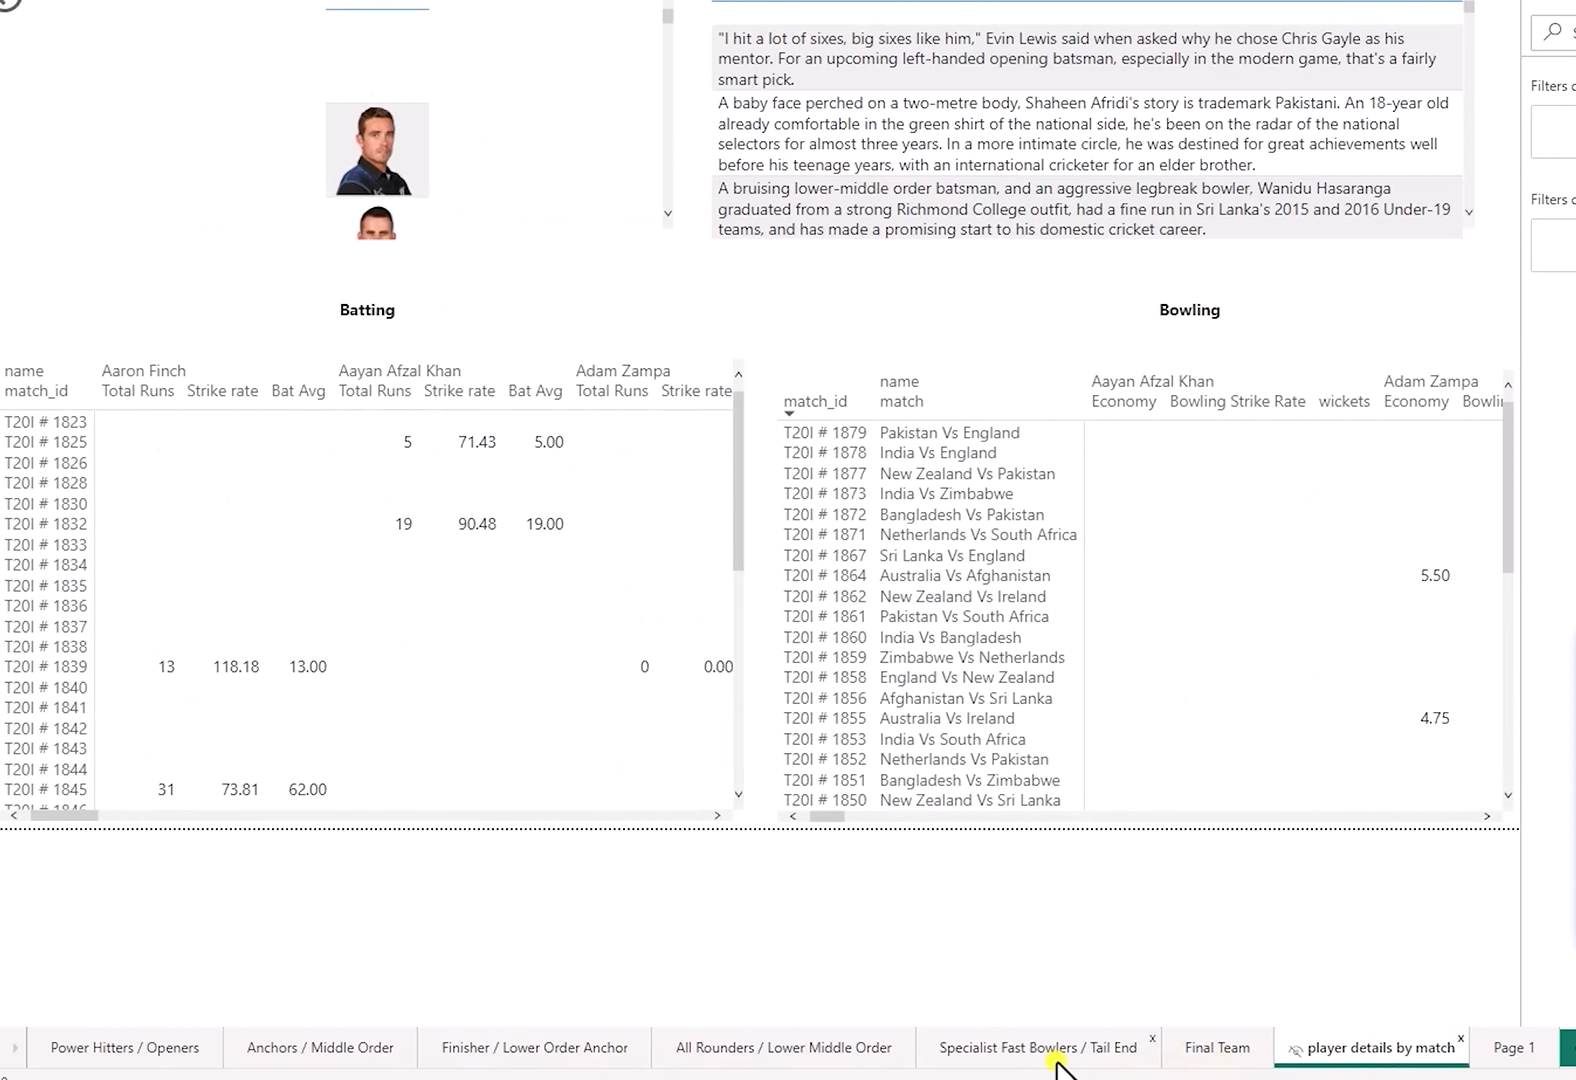 "I hit a lot of sixes, big sixes like him," Evin Lewis said when asked why he chose Chris Gayle as his
mentor. For an upcoming left-handed opening batsman, especially in the modern game, that's a fairly
smart pick.
A baby face perched on a two-metre body, Shaheen Afridi's story is trademark Pakistani. An 18-year old
already comfortable in the green shirt of the national side, he's been on the radar of the national
selectors for almost three years. In a more intimate circle, he was destined for great achievements well
before his teenage years, with an international cricketer for an elder brother.
A bruising lower-middle order batsman, and an aggressive legbreak bowler, Wanidu Hasaranga
graduated from a strong Richmond College outfit, had a fine run in Sri Lanka's 2015 and 2016 Under-19
teams, and has made a promising start to his domestic cricket career.
Filters
Filters
Batting
name Aaron Finch Aayan Afzal Khan Adam Zampa
match_id Total Runs Strike rate Bat Avg Total Runs Strike rate Bat Avg Total Runs Strike rate
T20I # 1823
T20I # 1825 5 71.43 5.00
T20I # 1826
T20I # 1828
T20I # 1830
T20I # 1832 19 90.48 19.00
T20I # 1833
T20I # 1834
T20I # 1835
T20I # 1836
T20I # 1837
T20I # 1838
T20I # 1839 13 118.18 13.00 0 0.00
T20I # 1840
T20I # 1841
T20I # 1842
T20I # 1843
T20I # 1844
T20I # 1845 31 73.81 62.00
Bowling
name Aayan Afzal Khan Adam Zampa
match_id match Economy Bowling Strike Rate wickets Economy
T20I # 1879 Pakistan Vs England
T20I # 1878 India Vs England
T20I # 1877 New Zealand Vs Pakistan
T20I # 1873 India Vs Zimbabwe
T20I # 1872 Bangladesh Vs Pakistan
T20I # 1871 Netherlands Vs South Africa
T20I # 1867 Sri Lanka Vs England
T20I # 1864 Australia Vs Afghanistan 5.50
T20I # 1862 New Zealand Vs Ireland
T20I # 1861 Pakistan Vs South Africa
T20I # 1860 India Vs Bangladesh
T20I # 1859 Zimbabwe Vs Netherlands
T20I # 1858 England Vs New Zealand
T20I # 1856 Afghanistan Vs Sri Lanka
T20I # 1855 Australia Vs Ireland 4.75
T20I # 1853 India Vs South Africa
T20I # 1852 Netherlands Vs Pakistan
T20I # 1851 Bangladesh Vs Zimbabwe
T20I # 1850 New Zealand Vs Sri Lanka
Power Hitters / Openers Anchors / Middle Order Finisher / Lower Order Anchor All Rounders / Lower Middle Order Specialist Fast Bowlers / Tail End x Final Team player details by match x Page 1